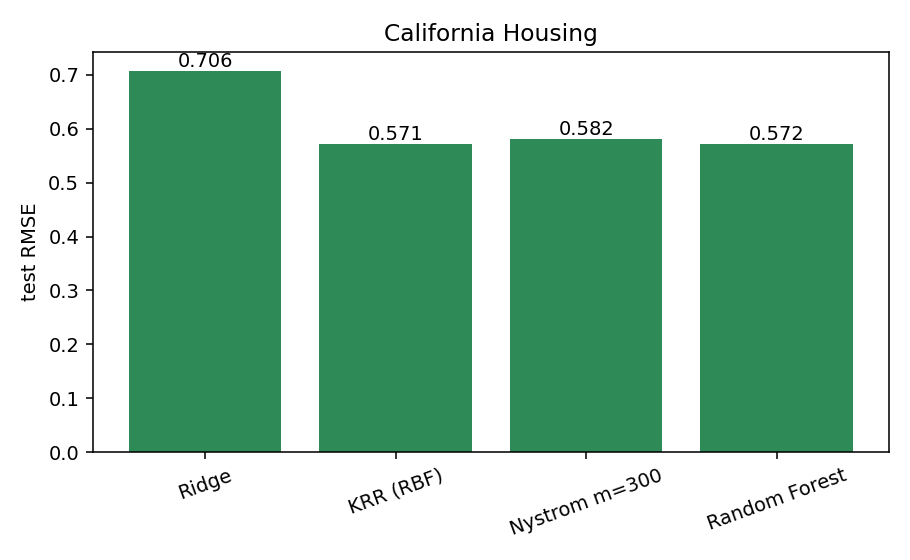 California Housing
0.706
0.571
0.582
0.572
test RMSE
0.7
0.6
0.5
0.4
0.3
0.2
0.1
0.0
Ridge
KRR (RBF)
Nystrom m=300
Random Forest